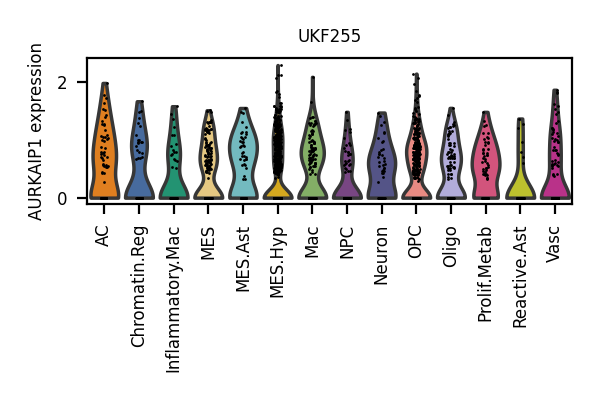 UKF255
AURKAIP1 expression
2
0
AC
Chromatin.Reg
Inflammatory.Mac
MES
MES.Ast
MES.Hyp
Mac
NPC
Neuron
OPC
Oligo
Prolif.Metab
Reactive.Ast
Vasc